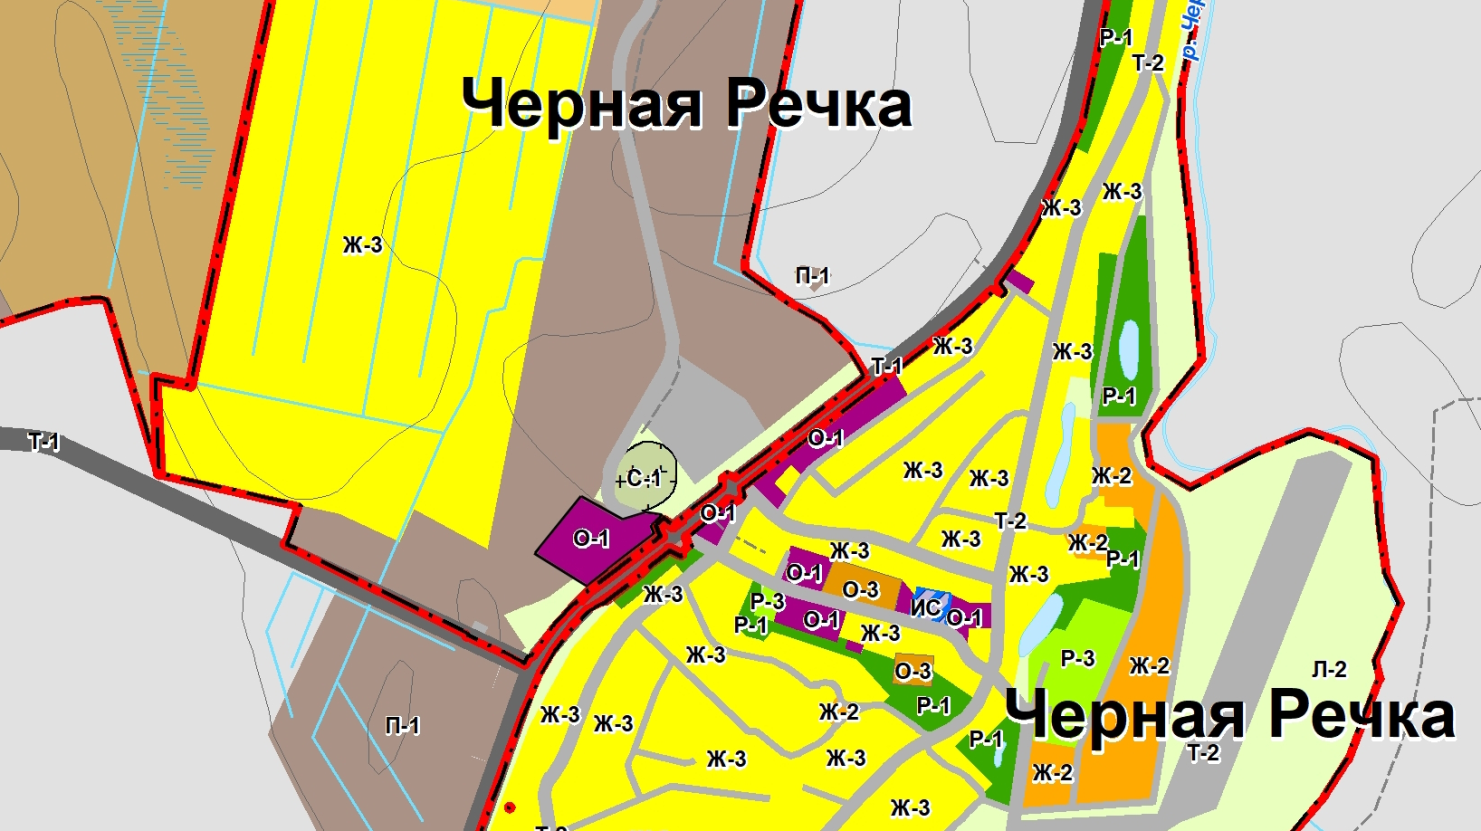 р. Чер
Р-1
Т-2
Черная Речка
Ж-3
Ж-3
Ж-3
П-1
Ж-3
Ж-3
Т-1
Р-1
Т-1
О-1
Ж-3
Ж-3
Ж-2
С-1
О-1
Т-2
О-1
Ж-3
Ж-2
Ж-3
Р-1
О-1
Ж-3
О-3
Ж-3
Р-3
ИС
О-1
О-1
Р-1
Ж-3
Ж-3
Р-3
Ж-2
О-3
Л-2
Р-1
Черная Речка
Ж-3
Ж-3
Ж-2
П-1
Р-1
Т-2
Ж-3
Ж-3
Ж-2
Ж-3
Т-2